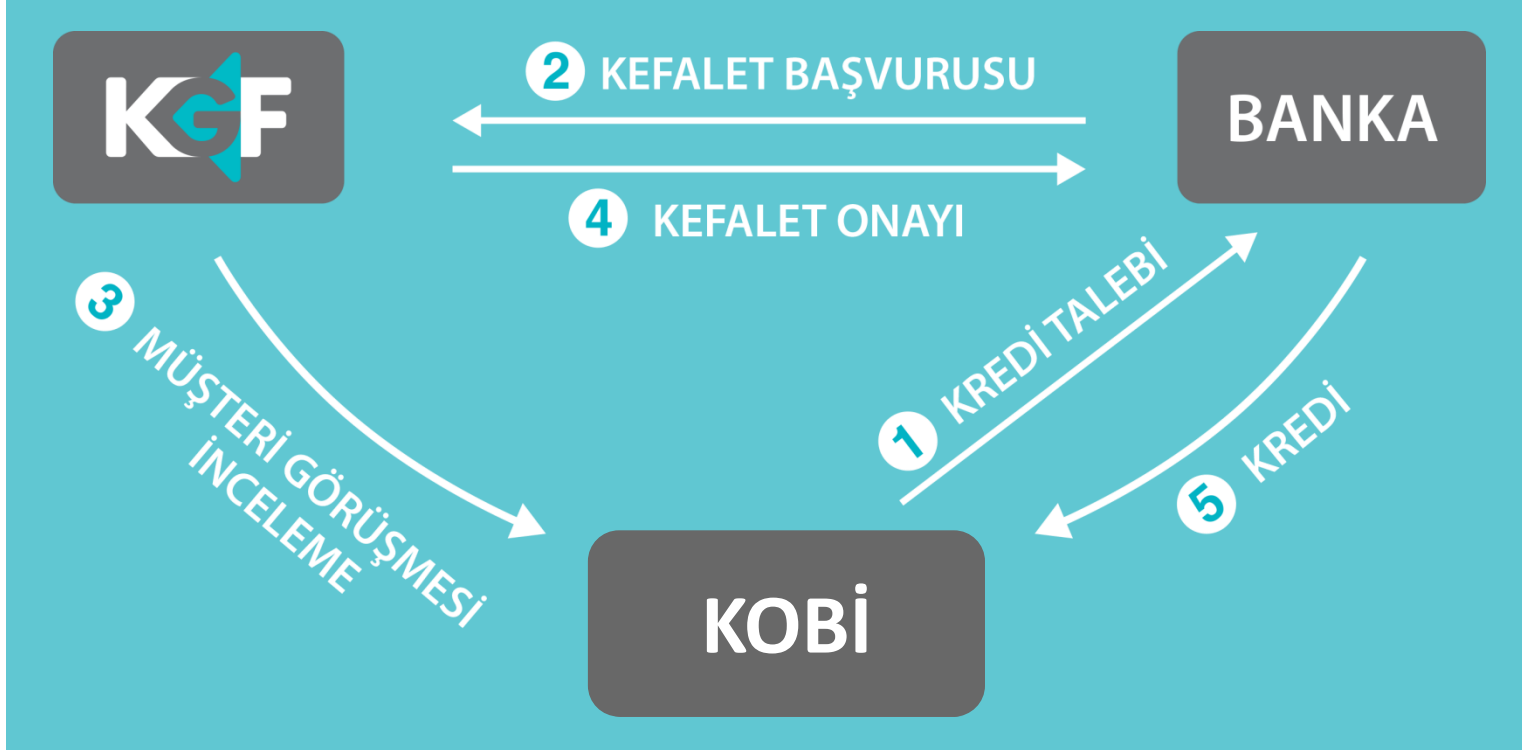 KGF
2 KEFALET BAŞVURUSU
BANKA
4 KEFALET ONAYI
3 MÜŞTERİ GÖRÜŞMESİ
İNCELEME
1 KREDİ TALEBİ
5 KREDİ
KOBİ